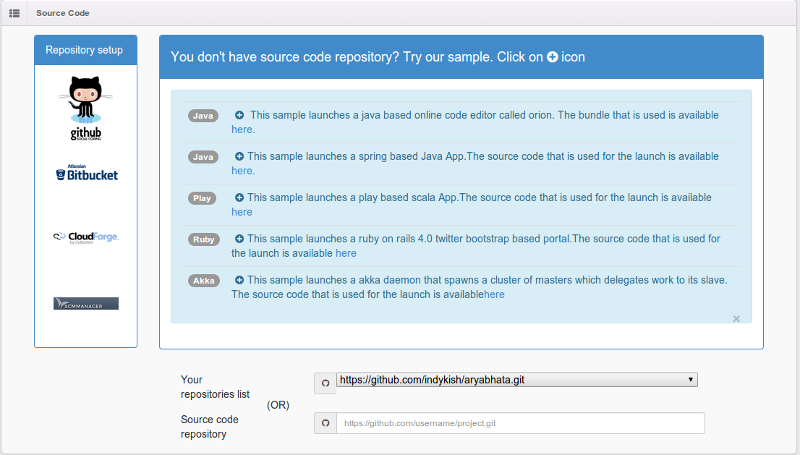 Source Code
Repository setup
github
SOCIAL CODING
Atlassian
Bitbucket
CloudForge
by CollabNet
SCMMANAGER
You don't have source code repository? Try our sample. Click on icon
Java This sample launches a java based online code editor called orion. The bundle that is used is available
here.
Java This sample launches a spring based Java App.The source code that is used for the launch is available
here.
Play This sample launches a play based scala App.The source code that is used for the launch is available
here
Ruby This sample launches a ruby on rails 4.0 twitter bootstrap based portal.The source code that is used for
the launch is available here
Akka This sample launches a akka daemon that spawns a cluster of masters which delegates work to its slave.
The source code that is used for the launch is availablehere
×
Your
repositories list
https://github.com/indykish/aryabhata.git
(OR)
Source code
repository
https://github.com/username/project.git